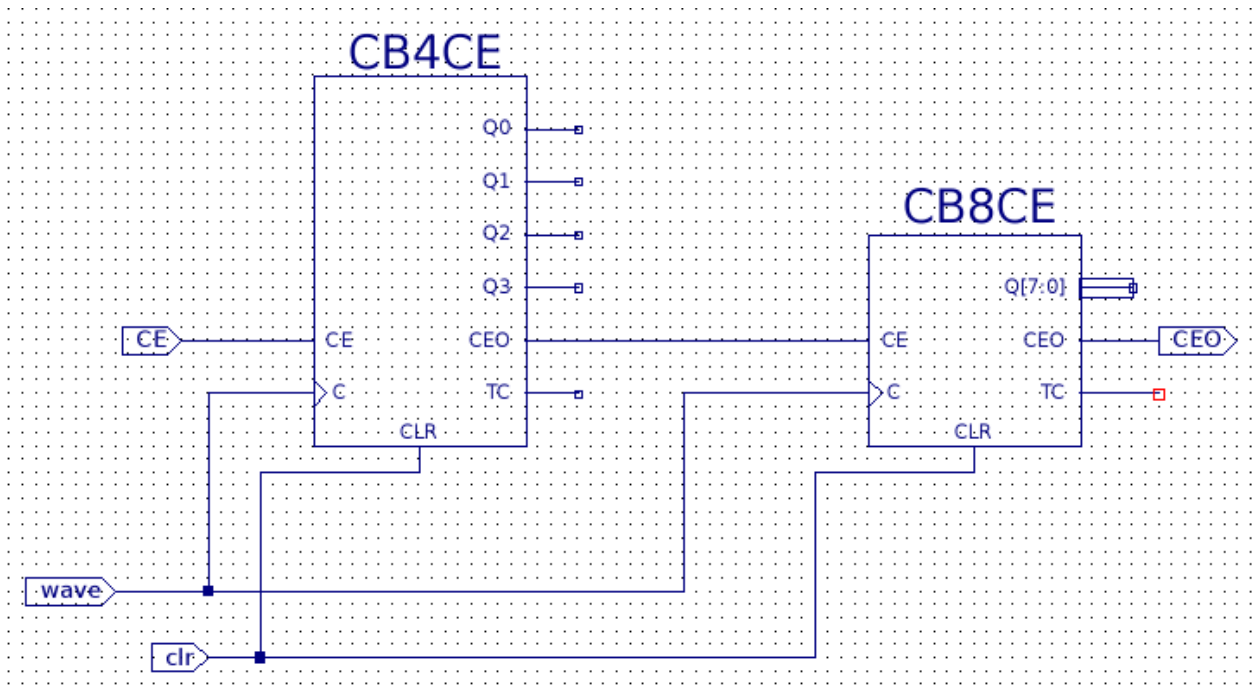 CB4CE
Q0
Q1
Q2
Q3
CE
CEO
C
TC
CLR
CE
CB8CE
Q[7:0]
CE
CEO
C
TC
CLR
CEO
wave
clr